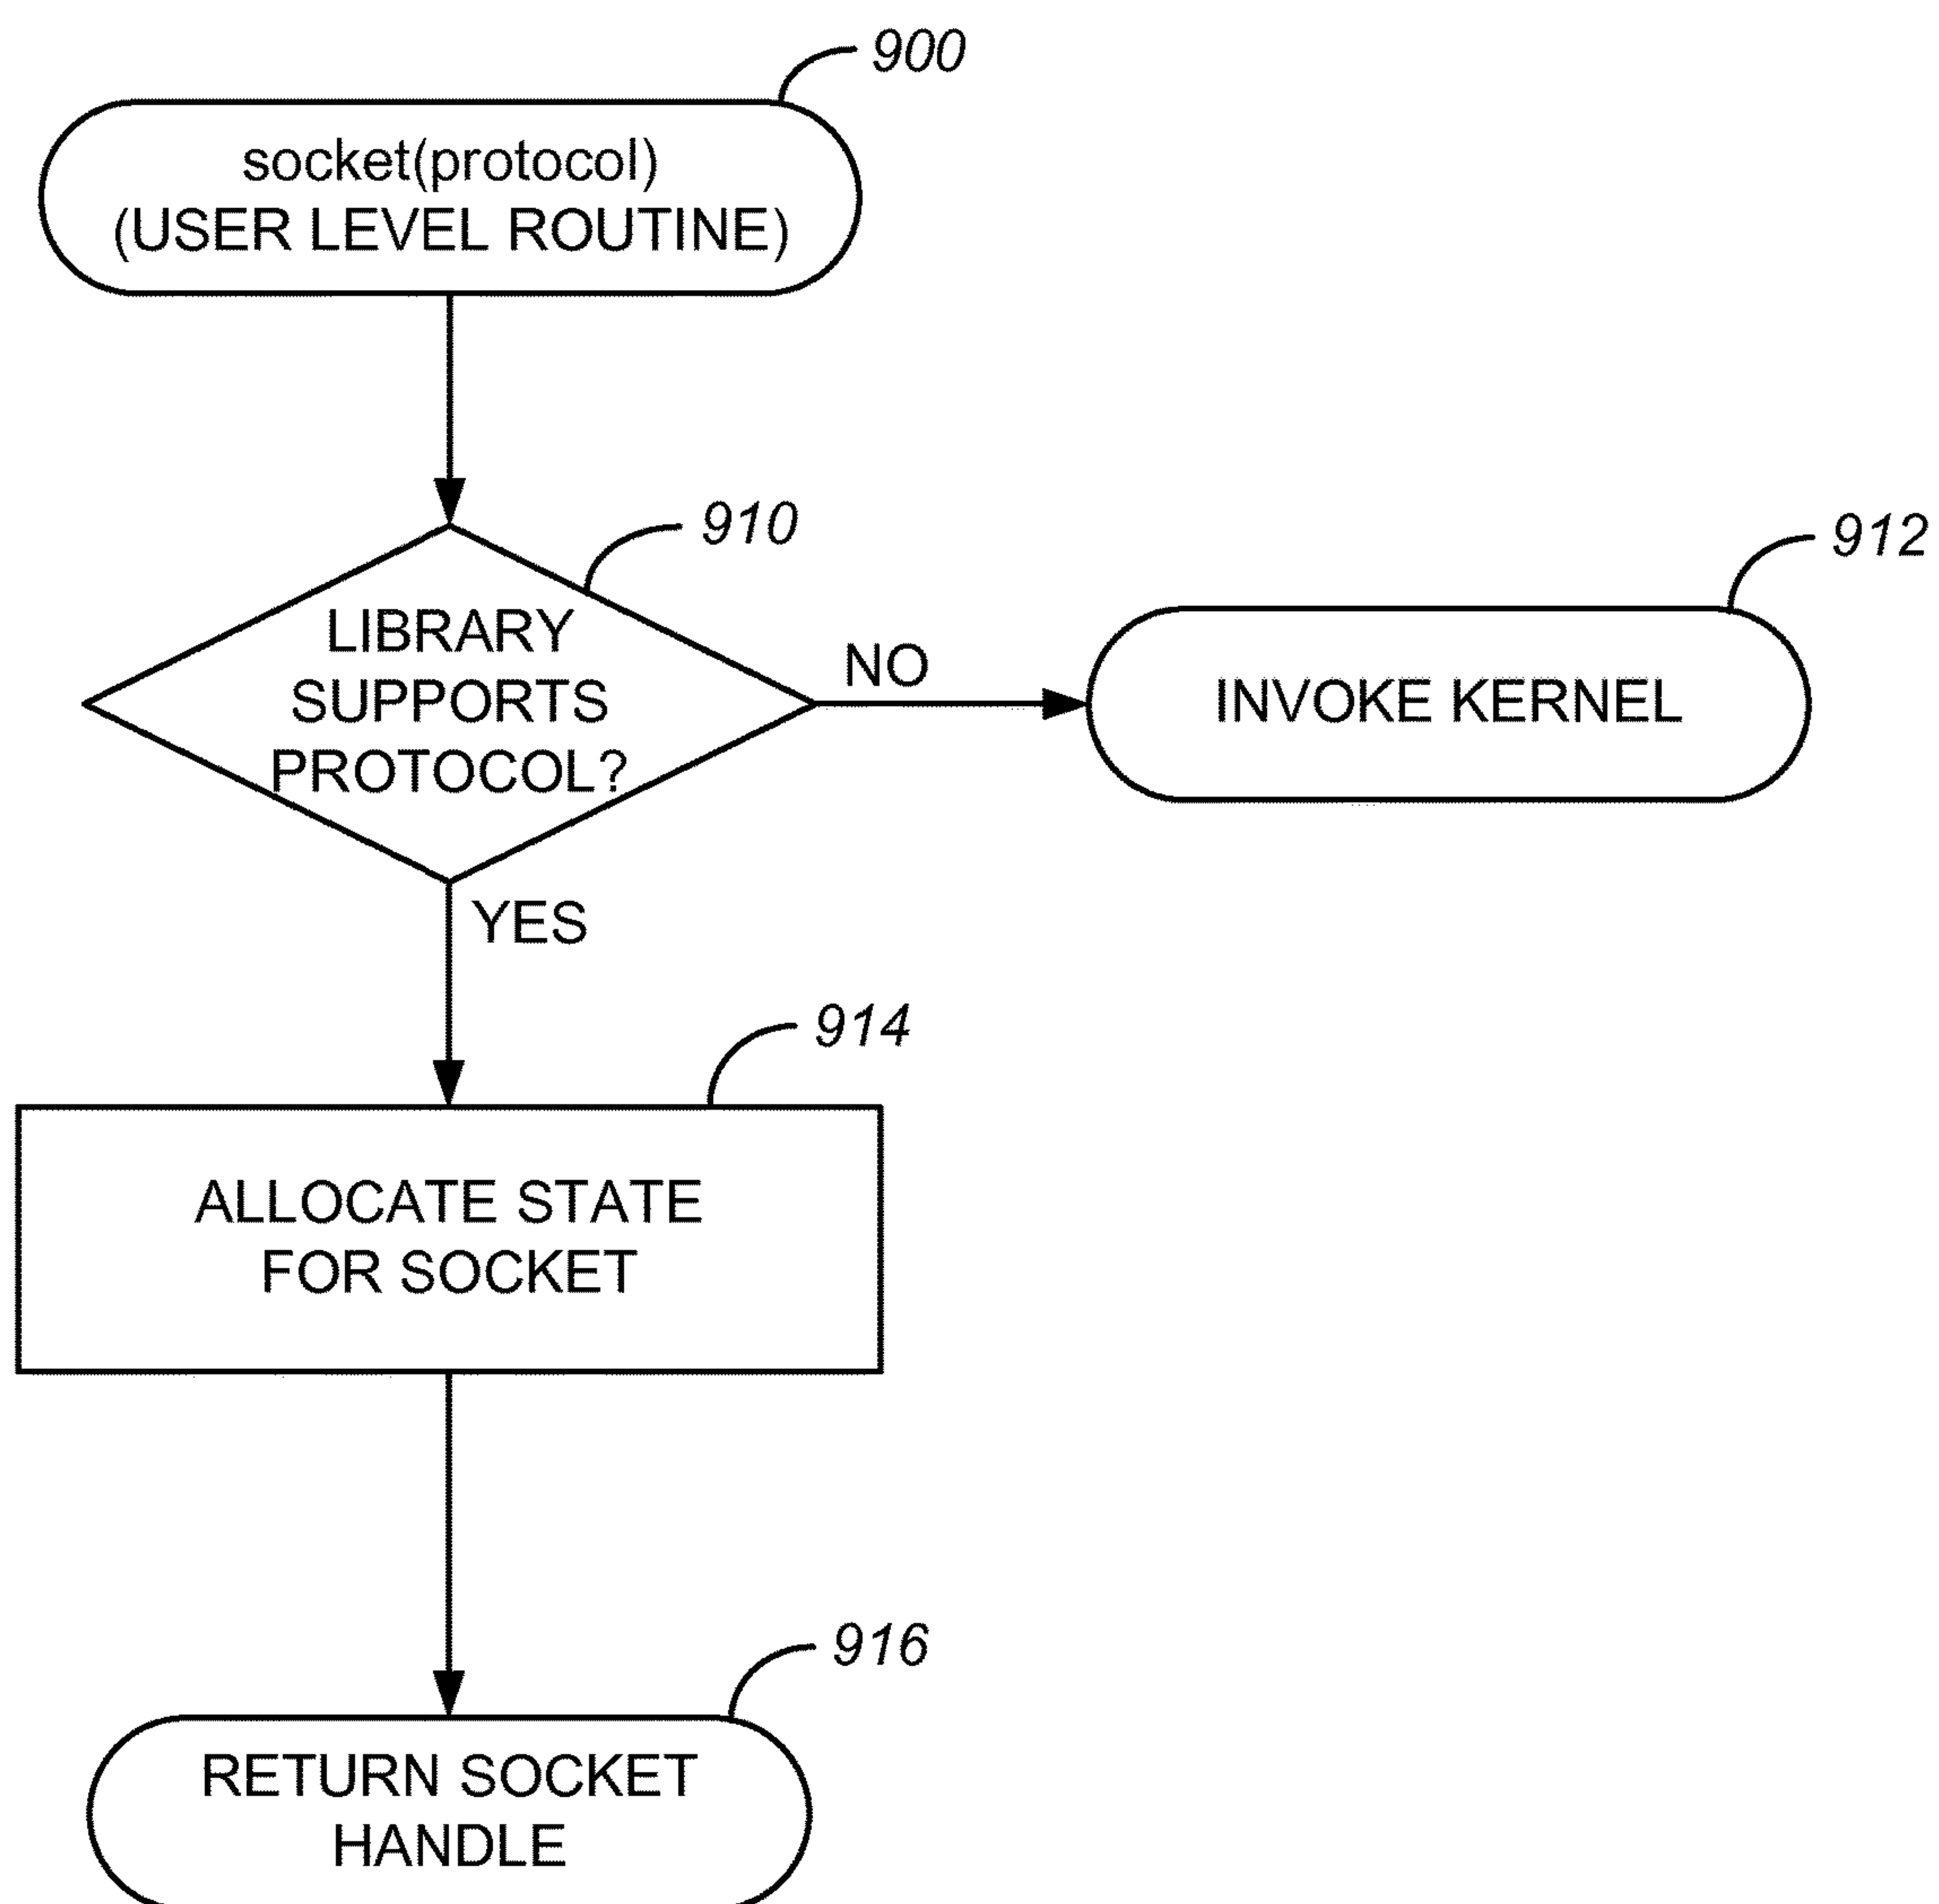 900
socket(protocol)
(USER LEVEL ROUTINE)
910
LIBRARY
SUPPORTS
PROTOCOL?
NO
912
INVOKE KERNEL
YES
914
ALLOCATE STATE
FOR SOCKET
916
RETURN SOCKET
HANDLE